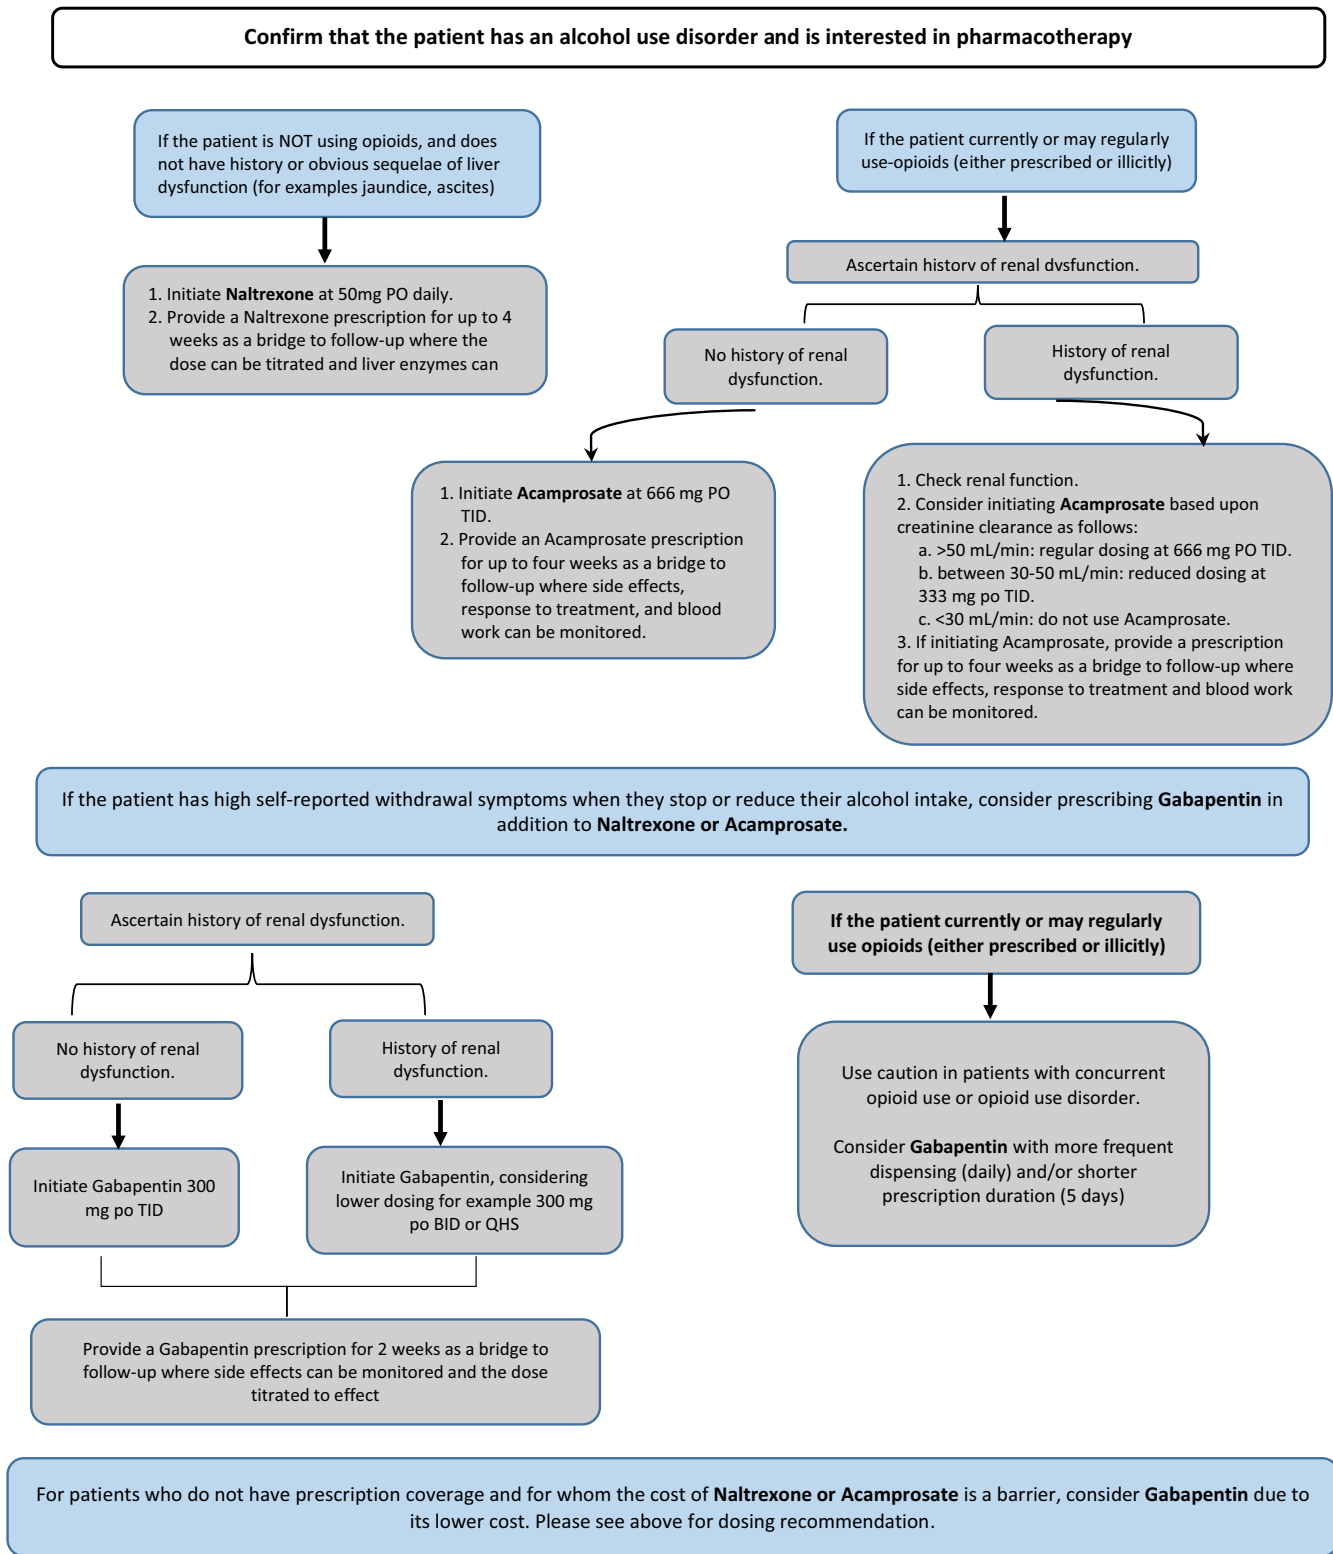 Confirm that the patient has an alcohol use disorder and is interested in pharmacotherapy
If the patient is NOT using opioids, and does
not have history or obvious sequelae of liver
dysfunction (for examples jaundice, ascites)
1. Initiate Naltrexone at 50mg PO daily.
2. Provide a Naltrexone prescription for up to 4
weeks as a bridge to follow-up where the
dose can be titrated and liver enzymes can
If the patient currently or may regularly
use-opioids (either prescribed or illicitly)
Ascertain history of renal dysfunction.
No history of renal
dysfunction.
History of renal
dysfunction.
1. Initiate Acamprosate at 666 mg PO
TID.
2. Provide an Acamprosate prescription
for up to four weeks as a bridge to
follow-up where side effects,
response to treatment, and blood
work can be monitored.
1. Check renal function.
2. Consider initiating Acamprosate based upon
creatinine clearance as follows:
a. >50 mL/min: regular dosing at 666 mg PO TID.
b. between 30-50 mL/min: reduced dosing at
333 mg po TID.
c. <30 mL/min: do not use Acamprosate.
3. If initiating Acamprosate, provide a prescription
for up to four weeks as a bridge to follow-up where
side effects, response to treatment and blood work
can be monitored.
If the patient has high self-reported withdrawal symptoms when they stop or reduce their alcohol intake, consider prescribing Gabapentin in
addition to Naltrexone or Acamprosate.
Ascertain history of renal dysfunction.
No history of renal
dysfunction.
History of renal
dysfunction.
Initiate Gabapentin 300
mg po TID
Initiate Gabapentin, considering
lower dosing for example 300 mg
po BID or QHS
Provide a Gabapentin prescription for 2 weeks as a bridge to
follow-up where side effects can be monitored and the dose
titrated to effect
If the patient currently or may regularly
use opioids (either prescribed or illicitly)
Use caution in patients with concurrent
opioid use or opioid use disorder.
Consider Gabapentin with more frequent
dispensing (daily) and/or shorter
prescription duration (5 days)
For patients who do not have prescription coverage and for whom the cost of Naltrexone or Acamprosate is a barrier, consider Gabapentin due to
its lower cost. Please see above for dosing recommendation.